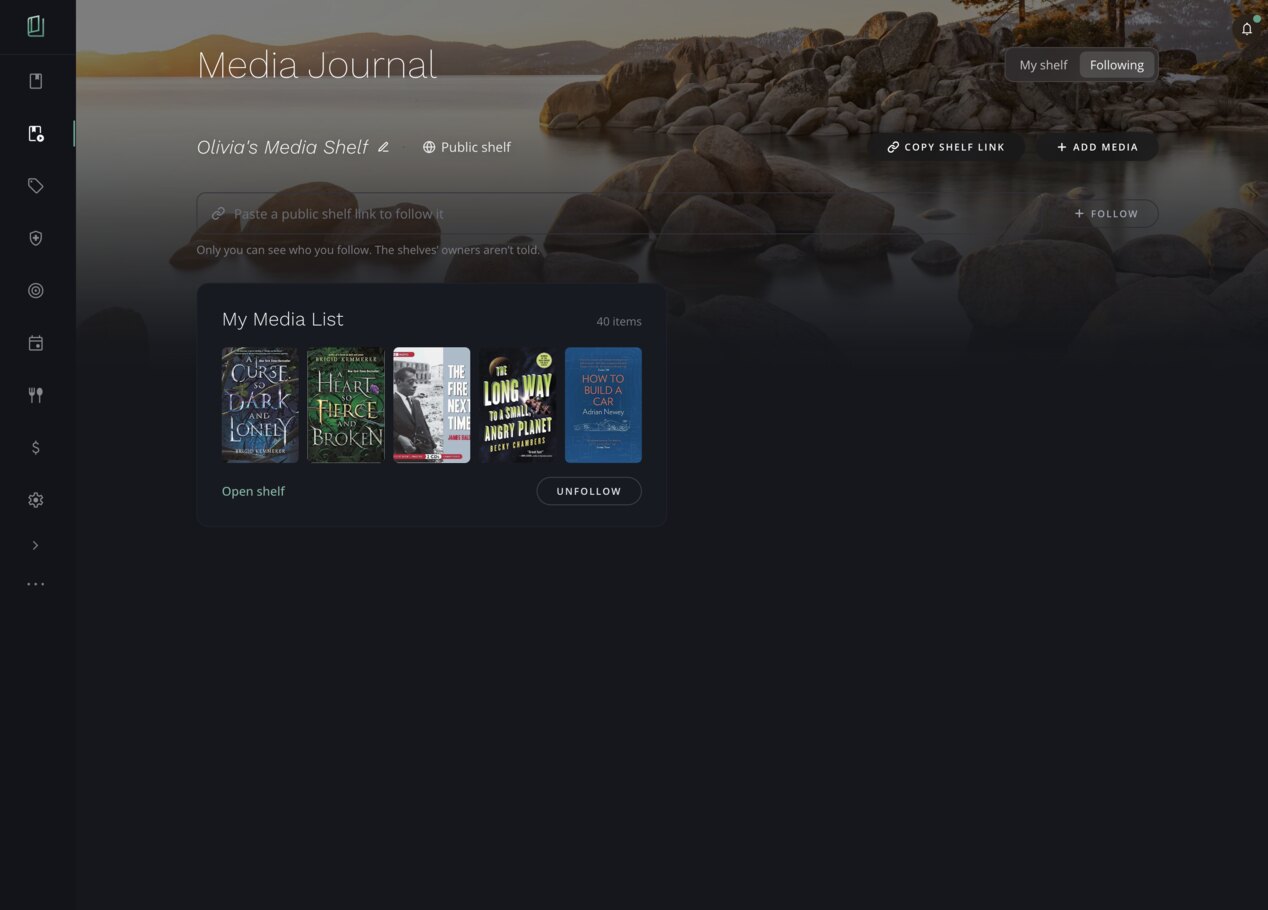 Media Journal
My shelf
Following
Olivia's Media Shelf
Public shelf
COPY SHELF LINK
+ ADD MEDIA
Paste a public shelf link to follow it
+ FOLLOW
Only you can see who you follow. The shelves' owners aren't told.
My Media List
40 items
A
CURSE
SO
DARK
AND
LONELY
BRIGID KEMMERER
BRIGID KEMMERER
A
HEART
SO
FIERCE
AND
BROKEN
THE
FIRE
NEXT
TIME
THE
LONG WAY
TO A SMALL,
ANGRY PLANET
BECKY CHAMBERS
HOW TO
BUILD A
CAR
Adrian Newey
Open shelf
UNFOLLOW